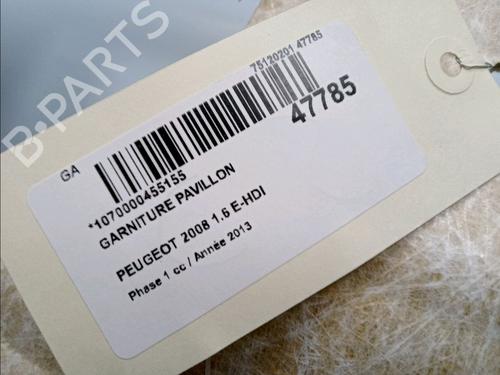 B-PARTS
GA
75120201 47785
47785
*1070000455155
GARNITURE PAVILLON
PEUGEOT 2008 1.6 E-HDI
Phase 1 cc / Année 2013